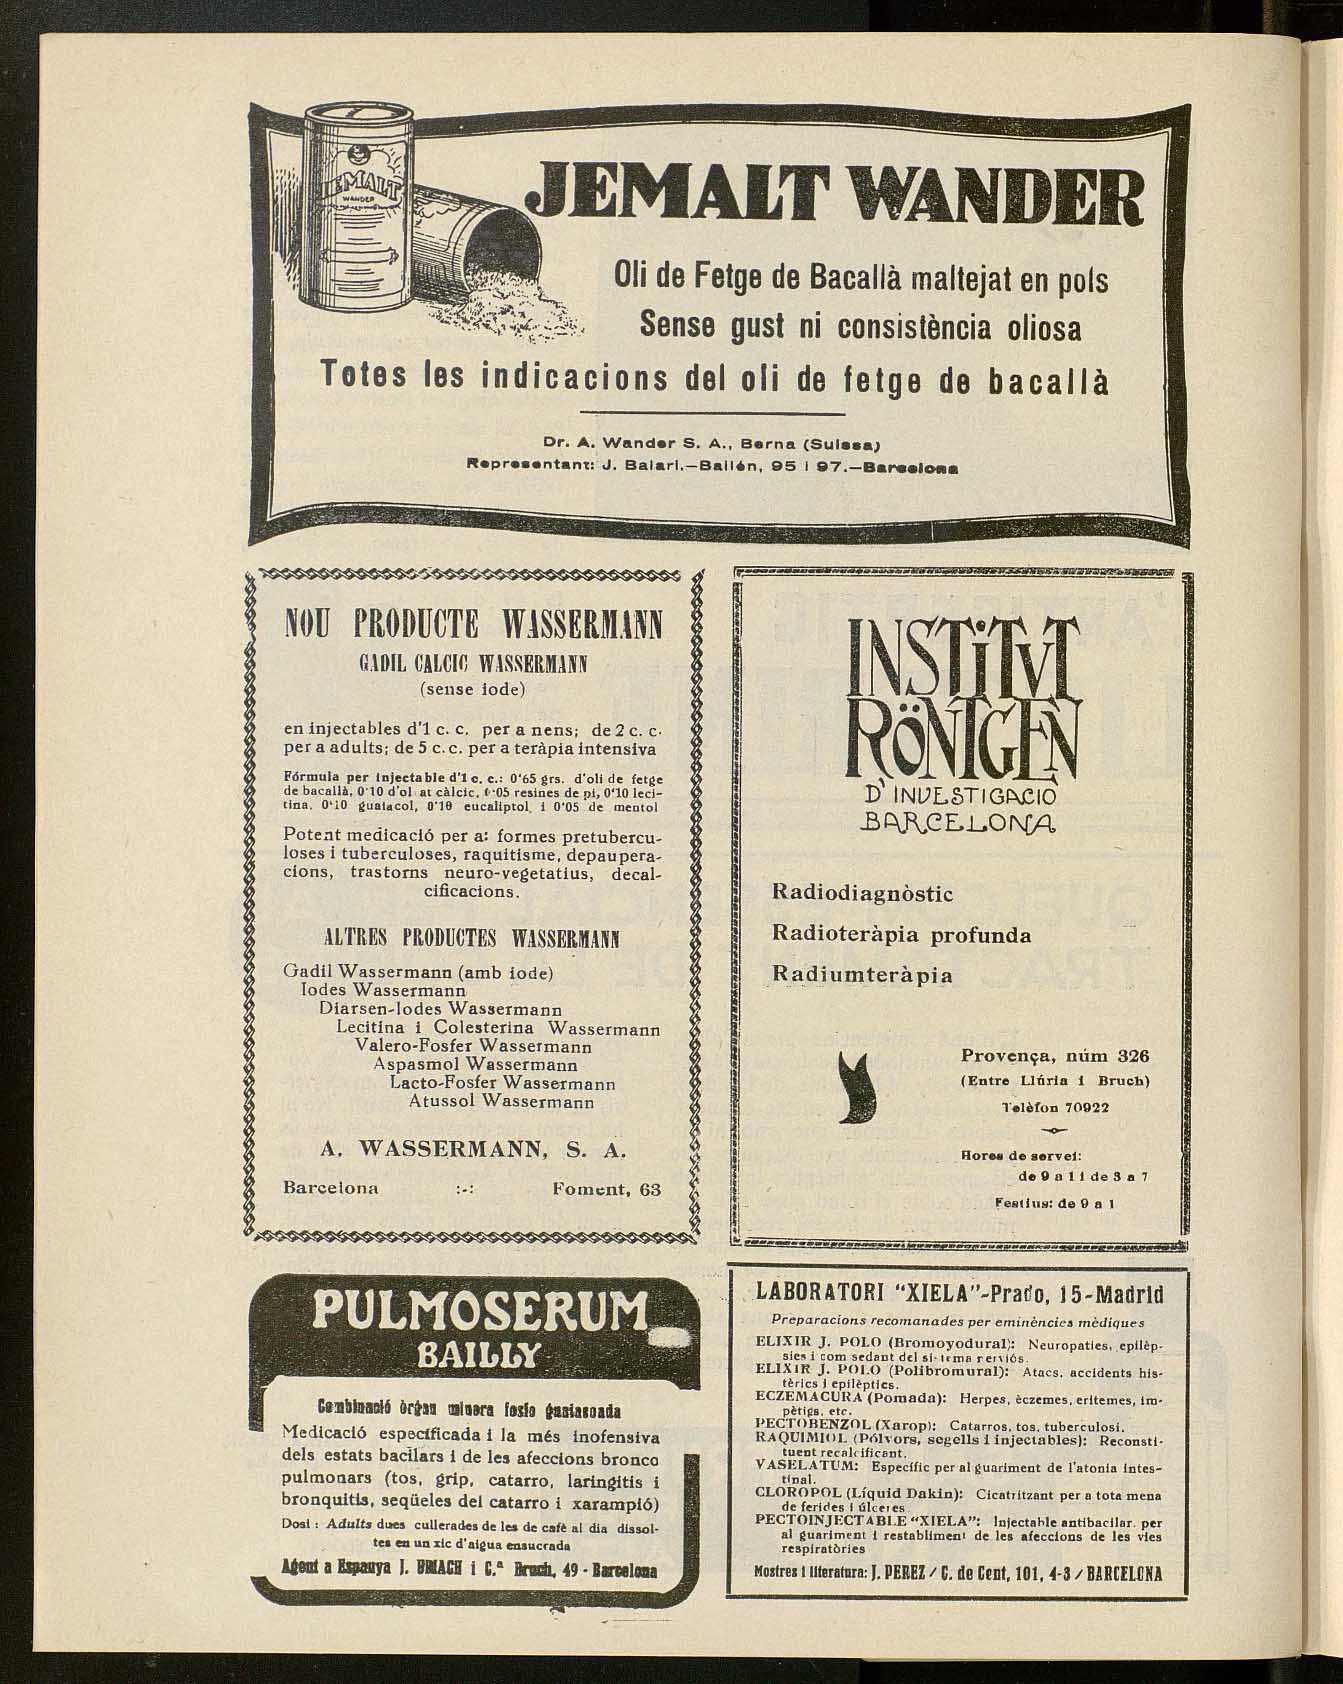 JEMALT
WANDER
JEMALT WANDER
Oli de Fetge de Bacallà maltejat en pols
Sense gust ni consistència oliosa
Totes les indicacions del oli de fetge de bacallà
Dr. A. Wander S. A., Berna (Suïssa)
Representant: J. Balari.—Bailén, 95 i 97.—Barcelona
NOU PRODUCTE WASSERMANN
GADIL CALCIC WASSERMANN
(sense iode)
en injectables d'1 c. c. per a nens; de 2 c. c.
per a adults; de 5 c. c. per a teràpia intensiva
Fórmula per injectable d'1 c. c.: 0'65 grs. d'oli de fetge
de bacallà, 0'10 d'ol at càlcic, 0'05 resines de pi, 0'10 leci-
tina, 0'10 guaiacol, 0'10 eucaliptol, i 0'05 de mentol
Potent medicació per a: formes pretubercu-
loses i tuberculoses, raquitisme, depaupera-
cions, trastorns neuro-vegetatius, decal-
cificacions.
ALTRES PRODUCTES WASSERMANN
Gadil Wassermann (amb iode)
Iodes Wassermann
Diarsen-Iodes Wassermann
Lecitina i Colesterina Wassermann
Valero-Fosfer Wassermann
Aspasmol Wassermann
Lacto-Fosfer Wassermann
Atussol Wassermann
A. WASSERMANN, S. A.
Barcelona :-: Foment, 63
INSTiTVT
RÖNTGEN
D' INVESTIGACIO
BARCELONA
Radiodiagnòstic
Radioteràpia profunda
Radiumteràpia
Provença, núm 326
(Entre Llúria i Bruch)
Telèfon 70922
Hores de servei:
de 9 a 1 i de 3 a 7
Festius: de 9 a 1
PULMOSERUM
BAILLY
Combinació òrgan minera fosfo guaiasoada
Medicació específicada i la més inofensiva
dels estats bacilars i de les afeccions bronco
pulmonars (tos, grip, catarro, laringitis i
bronquitis, seqüeles del catarro i xarampió)
Dosi: Adults dues cullerades de les de cafè al dia dissol-
tes en un xic d'aigua ensucrada
Agent a Espanya J. BRIACH i C.ª Bruch, 49 - Barcelona
LABORATORI "XIELA"-Prado, 15-Madrid
Preparacions recomanades per eminències mèdiques
ELIXIR J. POLO (Bromoyodural): Neuropaties, epilèp-
sies i com sedant del sistema rerviós.
ELIXIR J. POLO (Polibromural): Atacs, accidents his-
tèrics i epilèptics.
ECZEMACURA (Pomada): Herpes, èczemes, eritemes, im-
pètigs, etc.
PECTOBENZOL (Xarop): Catarros, tos, tuberculosi.
RAQUIMIOL (Pólvors, segells i injectables): Reconsti-
tuent recalcificant.
VASELATUM: Específic per al guariment de l'atonia intes-
tinal.
CLOROPOL (Líquid Dakin): Cicatritzant per a tota mena
de ferides i úlceres.
PECTOINJECTABLE "XIELA": Injectable antibacilar, per
al guariment i restabliment de les afeccions de les vies
respiratòries
Mostres i literatura: J. PEREZ / C. de Cent, 101, 4-3 / BARCELONA